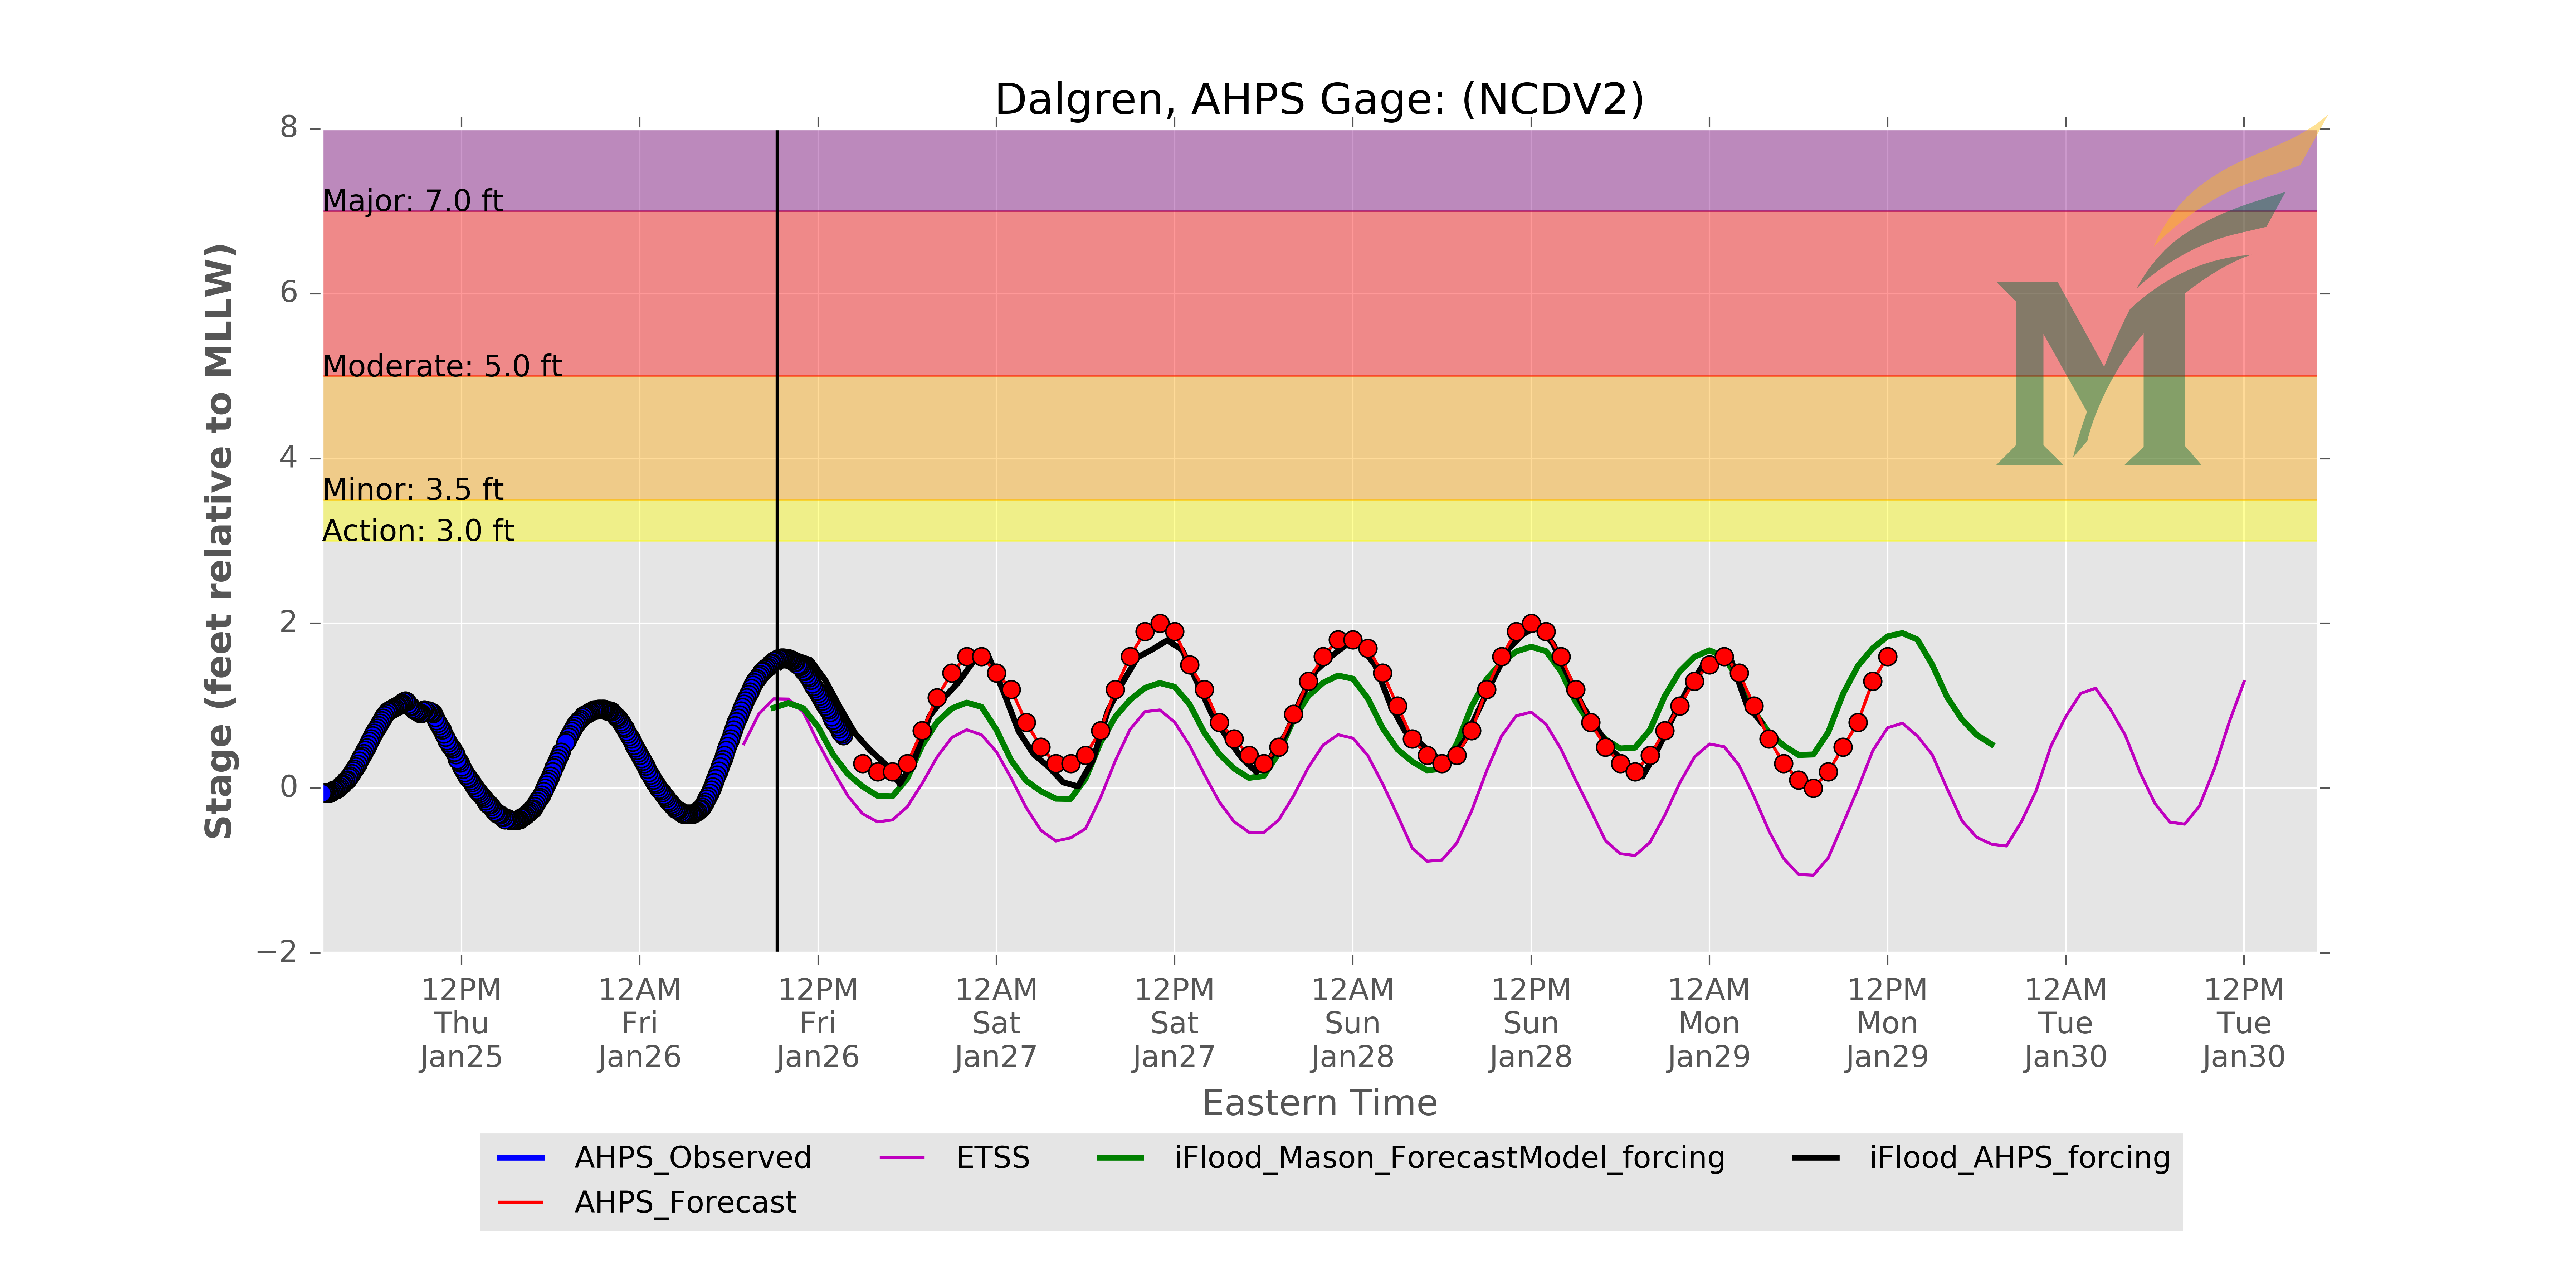 Dalgren, AHPS Gage: (NCDV2)
8
Major: 7.0 ft
6
Moderate: 5.0 ft
4
Minor: 3.5 ft
Action: 3.0 ft
2
0
−2
Stage (feet relative to MLLW)
12PM 12AM 12PM 12AM 12PM 12AM 12PM 12AM 12PM 12AM 12PM
Thu Fri Fri Sat Sat Sun Sun Mon Mon Tue Tue
Jan25 Jan26 Jan26 Jan27 Jan27 Jan28 Jan28 Jan29 Jan29 Jan30 Jan30
Eastern Time
AHPS_Observed ETSS iFlood_Mason_ForecastModel_forcing iFlood_AHPS_forcing
AHPS_Forecast
M